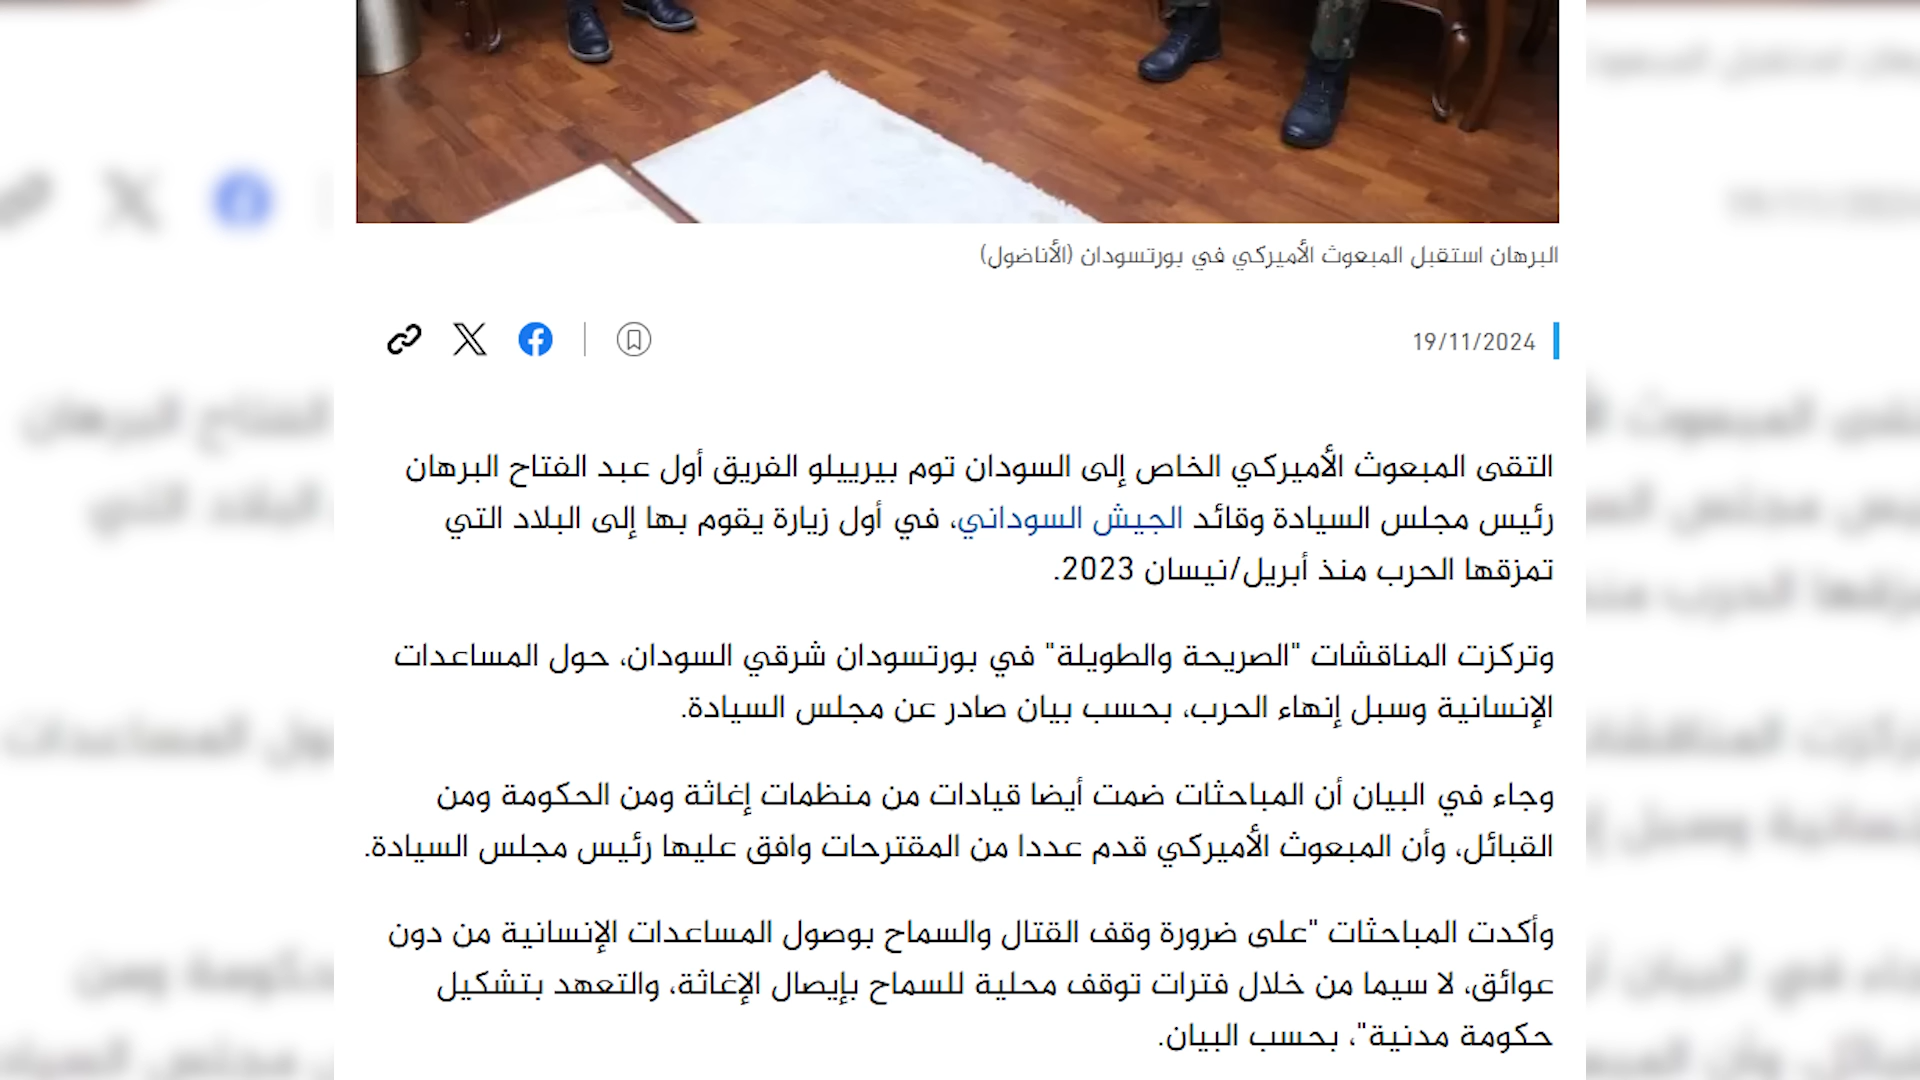 البرهان استقبل المبعوث الأميركي في بورتسودان (الأناضول)
19/11/2024
التقى المبعوث الأميركي الخاص إلى السودان توم بيرييلو الفريق أول عبد الفتاح البرهان
رئيس مجلس السيادة وقائد الجيش السوداني، في أول زيارة يقوم بها إلى البلاد التي
تمزقها الحرب منذ أبريل/نيسان 2023.
وتركزت المناقشات "الصريحة والطويلة" في بورتسودان شرقي السودان، حول المساعدات
الإنسانية وسبل إنهاء الحرب، بحسب بيان صادر عن مجلس السيادة.
وجاء في البيان أن المباحثات ضمت أيضا قيادات من منظمات إغاثة ومن الحكومة ومن
القبائل، وأن المبعوث الأميركي قدم عددا من المقترحات وافق عليها رئيس مجلس السيادة.
وأكدت المباحثات "على ضرورة وقف القتال والسماح بوصول المساعدات الإنسانية من دون
عوائق، لا سيما من خلال فترات توقف محلية للسماح بإيصال الإغاثة، والتعهد بتشكيل
حكومة مدنية"، بحسب البيان.